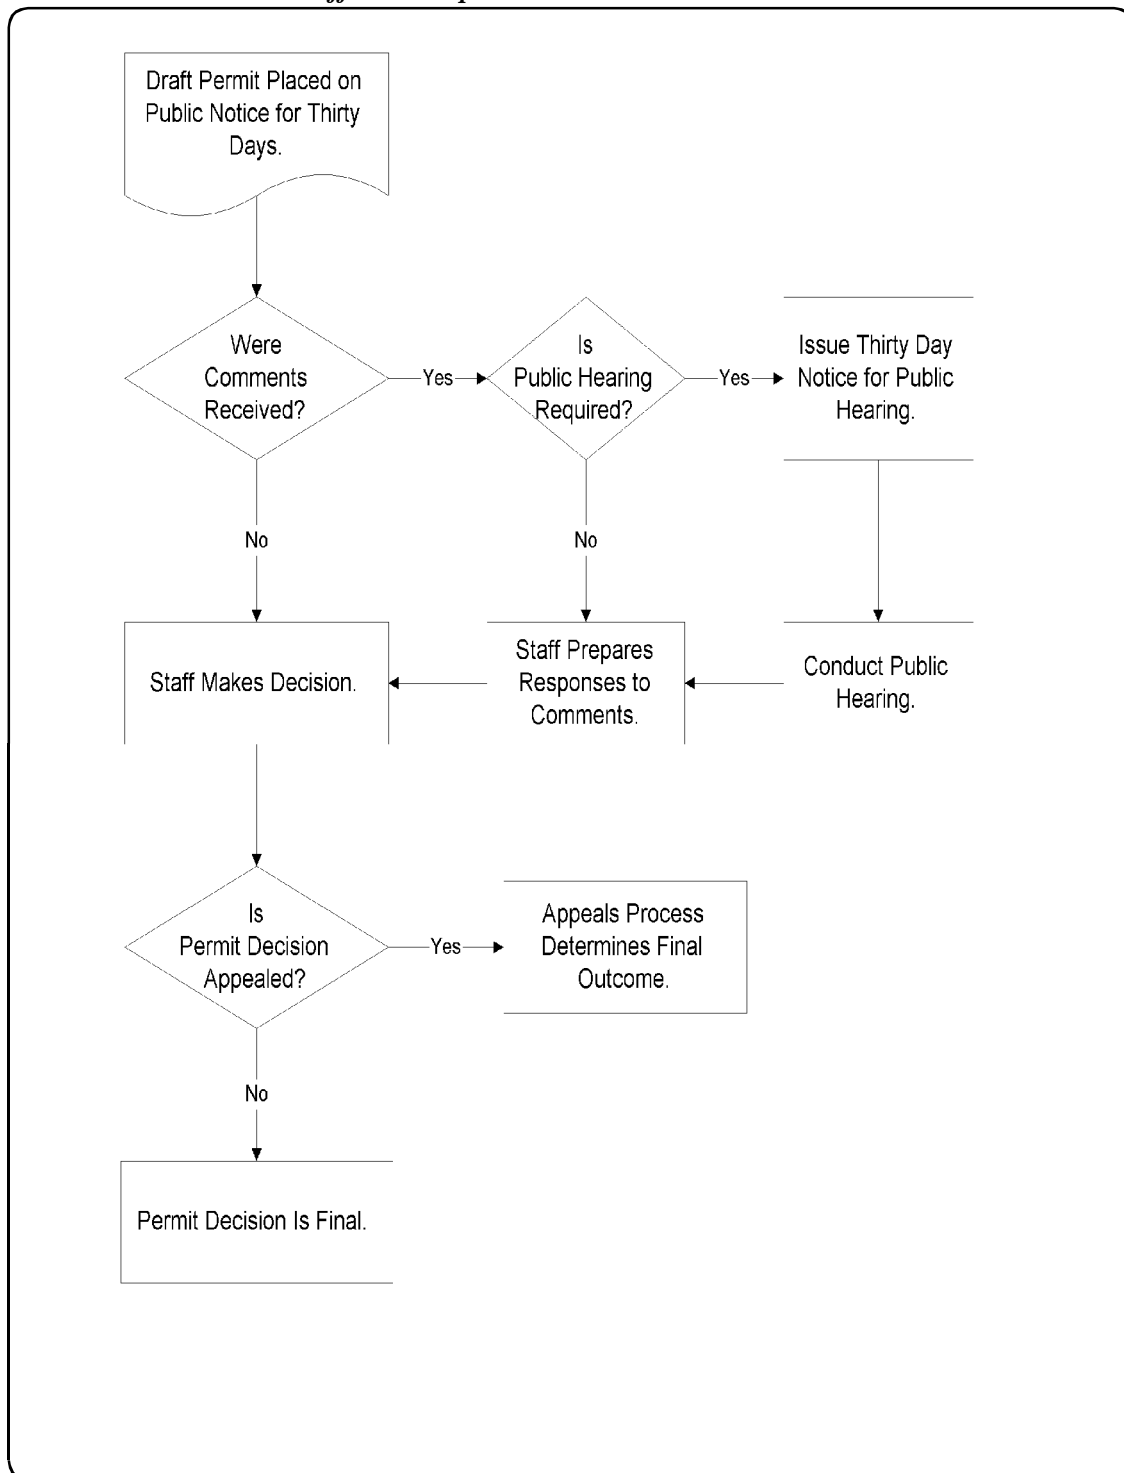 Draft Permit Placed on
Public Notice for Thirty
Days.
Were
Comments
Received?
Yes
Is
Public Hearing
Required?
Yes
Issue Thirty Day
Notice for Public
Hearing.
No
No
Staff Makes Decision.
Staff Prepares
Responses to
Comments.
Conduct Public
Hearing.
Is
Permit Decision
Appealed?
Yes
Appeals Process
Determines Final
Outcome.
No
Permit Decision Is Final.